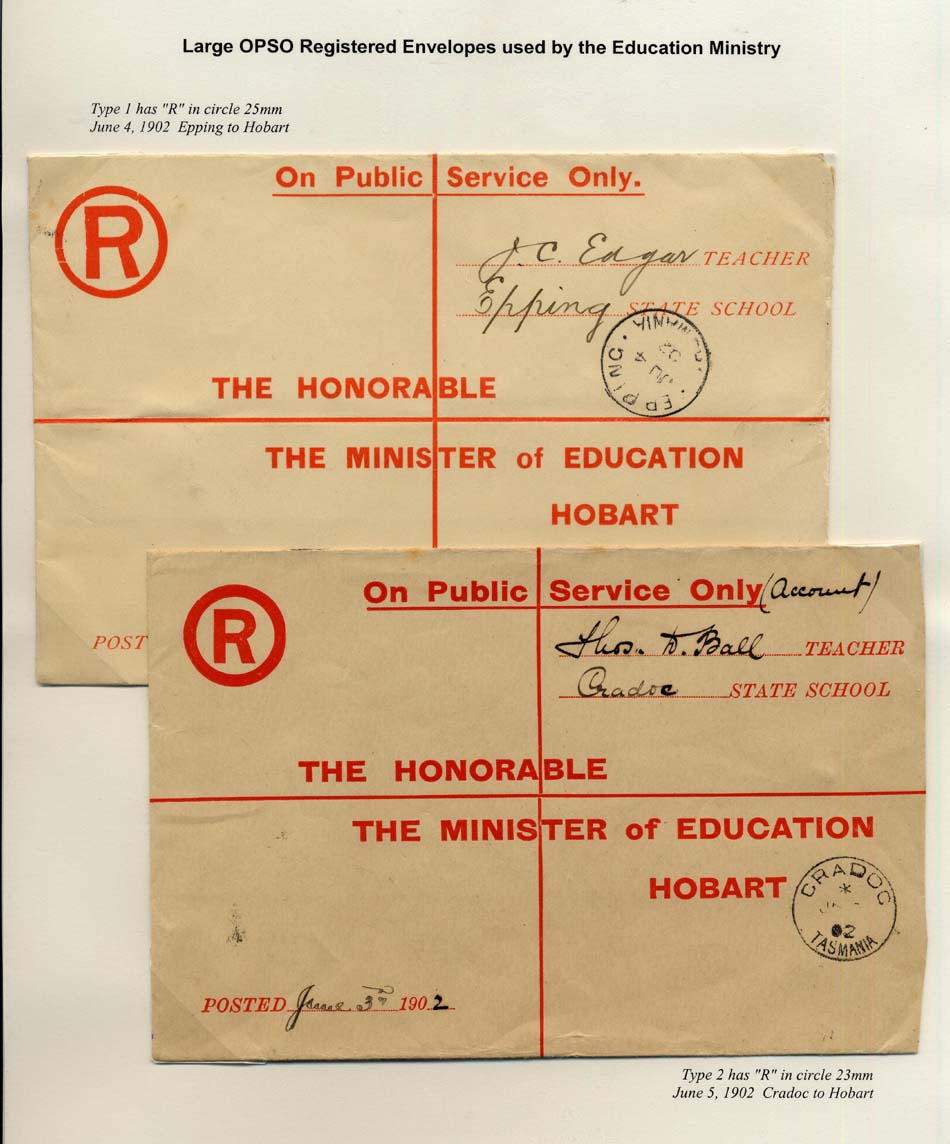 Large OPSO Registered Envelopes used by the Education Ministry
Type 1 has "R" in circle 25mm
June 4, 1902 Epping to Hobart
On Public Service Only.
R
J. C. Edgar TEACHER
Epping STATE SCHOOL
EPPING · TASMANIA
JU 4 02
THE HONORABLE
THE MINISTER of EDUCATION
HOBART
POST
On Public Service Only (Account)
R
Thos. D. Ball TEACHER
Cradoc STATE SCHOOL
THE HONORABLE
THE MINISTER of EDUCATION
HOBART
CRADOC
*
02
TASMANIA
POSTED June 3rd 1902
Type 2 has "R" in circle 23mm
June 5, 1902 Cradoc to Hobart